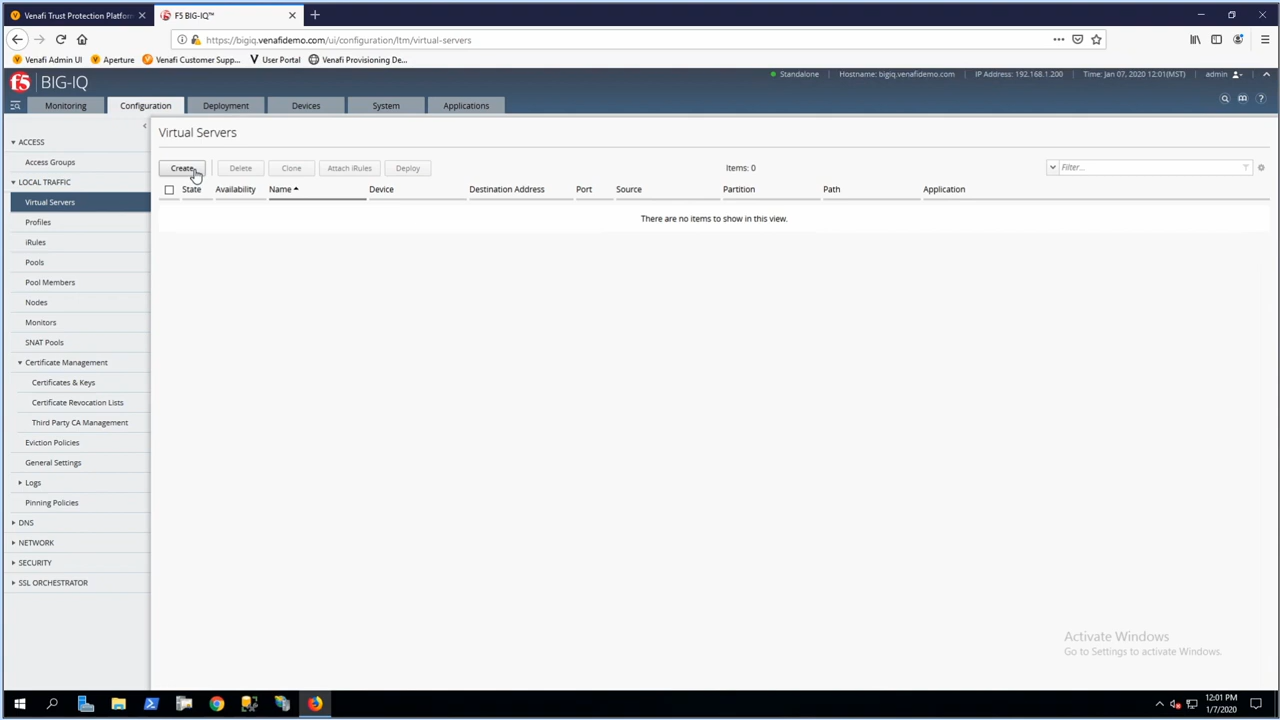 Venafi Trust Protection Platform
F5 BIG-IQ™
https://bigiq.venafidemo.com/ui/configuration/ltm/virtual-servers
Venafi Admin UI
Aperture
Venafi Customer Supp...
User Portal
Venafi Provisioning De...
f5 BIG-IQ
Standalone
Hostname: bigiq.venafidemo.com
IP Address: 192.168.1.200
Time: Jan 07, 2020 12:01(MST)
admin
Monitoring
Configuration
Deployment
Devices
System
Applications
ACCESS
Access Groups
LOCAL TRAFFIC
Virtual Servers
Profiles
iRules
Pools
Pool Members
Nodes
Monitors
SNAT Pools
Certificate Management
Certificates & Keys
Certificate Revocation Lists
Third Party CA Management
Eviction Policies
General Settings
Logs
Pinning Policies
DNS
NETWORK
SECURITY
SSL ORCHESTRATOR
Virtual Servers
Create
Delete
Clone
Attach iRules
Deploy
Items: 0
Filter...
State
Availability
Name
Device
Destination Address
Port
Source
Partition
Path
Application
There are no items to show in this view.
Activate Windows
Go to Settings to activate Windows.
12:01 PM
1/7/2020